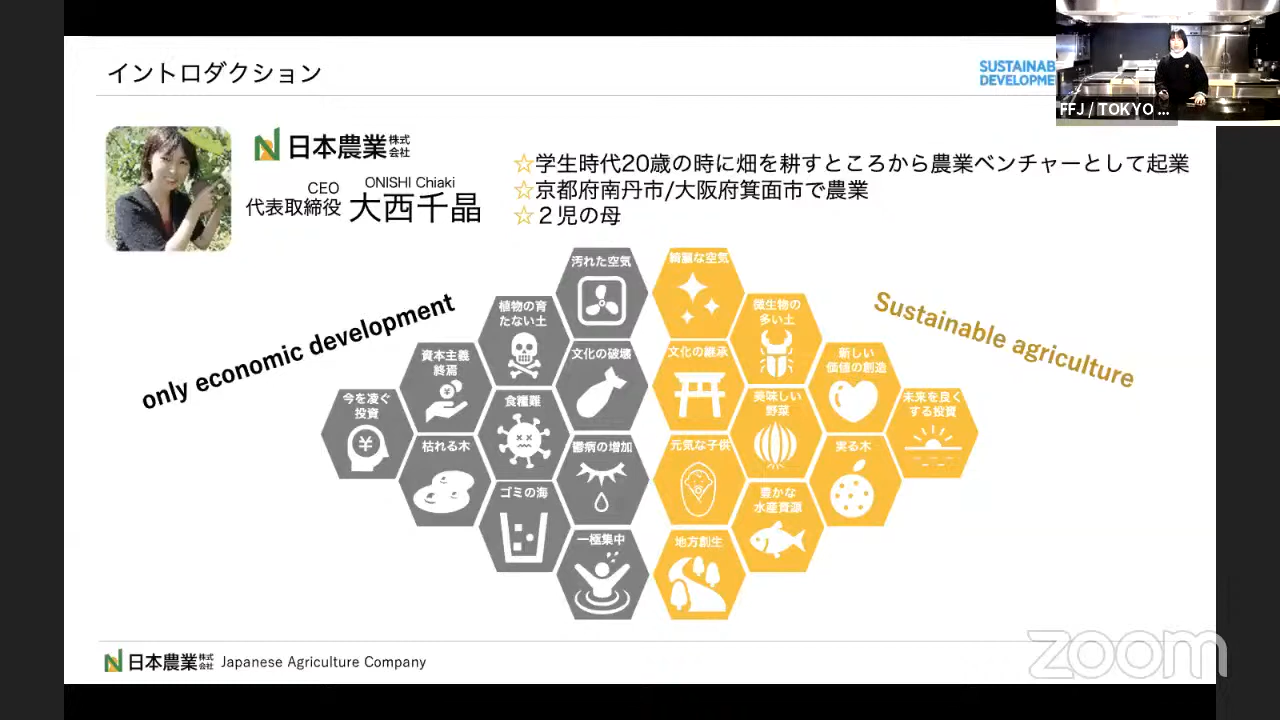 イントロダクション
SUSTAINAB
DEVELOPME
FFJ / TOKYO ...
日本農業株式会社
CEO
代表取締役
ONISHI Chiaki
大西千晶
☆学生時代20歳の時に畑を耕すところから農業ベンチャーとして起業
☆京都府南丹市/大阪府箕面市で農業
☆２児の母
only economic development
Sustainable agriculture
汚れた空気
植物の育
たない土
資本主義
終焉
文化の破壊
今を凌ぐ
投資
食糧難
枯れる木
鬱病の増加
ゴミの海
一極集中
綺麗な空気
微生物の
多い土
文化の継承
新しい
価値の創造
美味しい
野菜
未来を良く
する投資
元気な子供
実る木
豊かな
水産資源
地方創生
日本農業株式会社 Japanese Agriculture Company
zoom